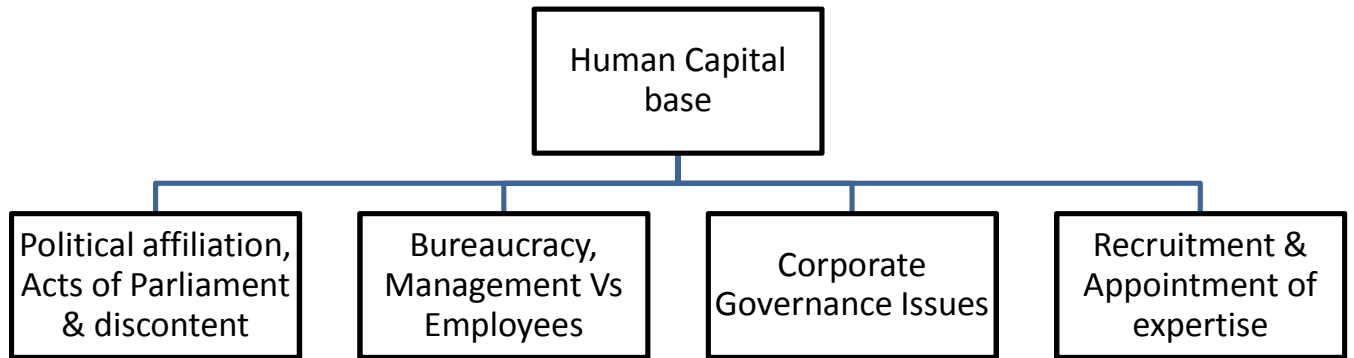 Human Capital
base
Political affiliation,
Acts of Parliament
& discontent
Bureaucracy,
Management Vs
Employees
Corporate
Governance Issues
Recruitment &
Appointment of
expertise